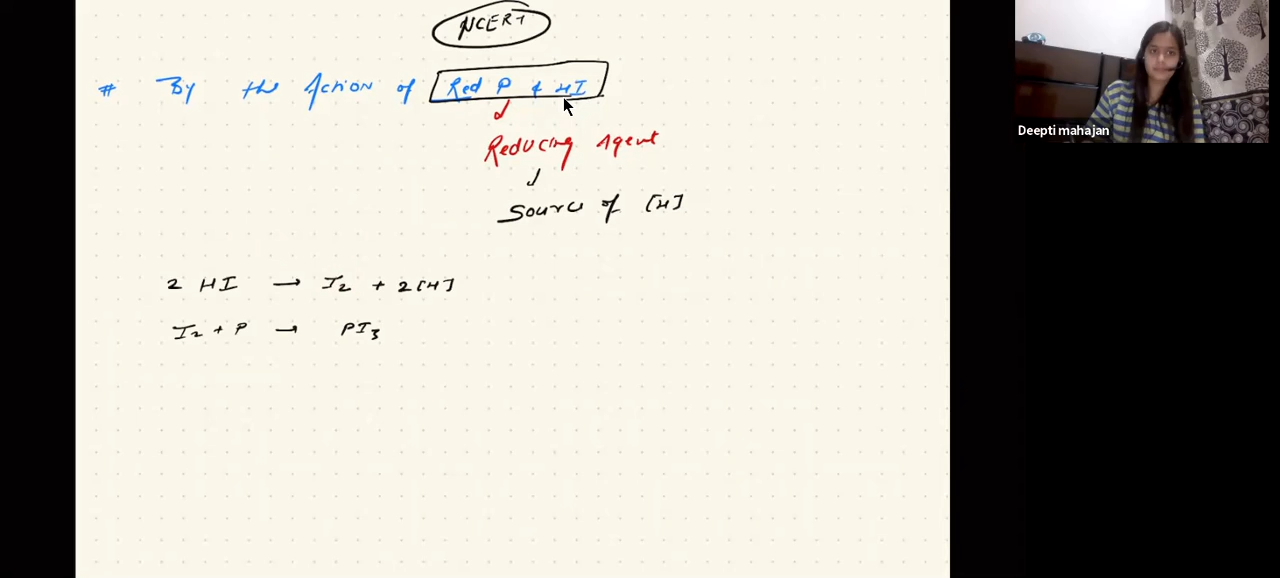 NCERT
# By the Action of Red P & HI
Reducing Agent
Deepti mahajan
Source of [H]
2 HI → I2 + 2[H]
I2 + P → PI3